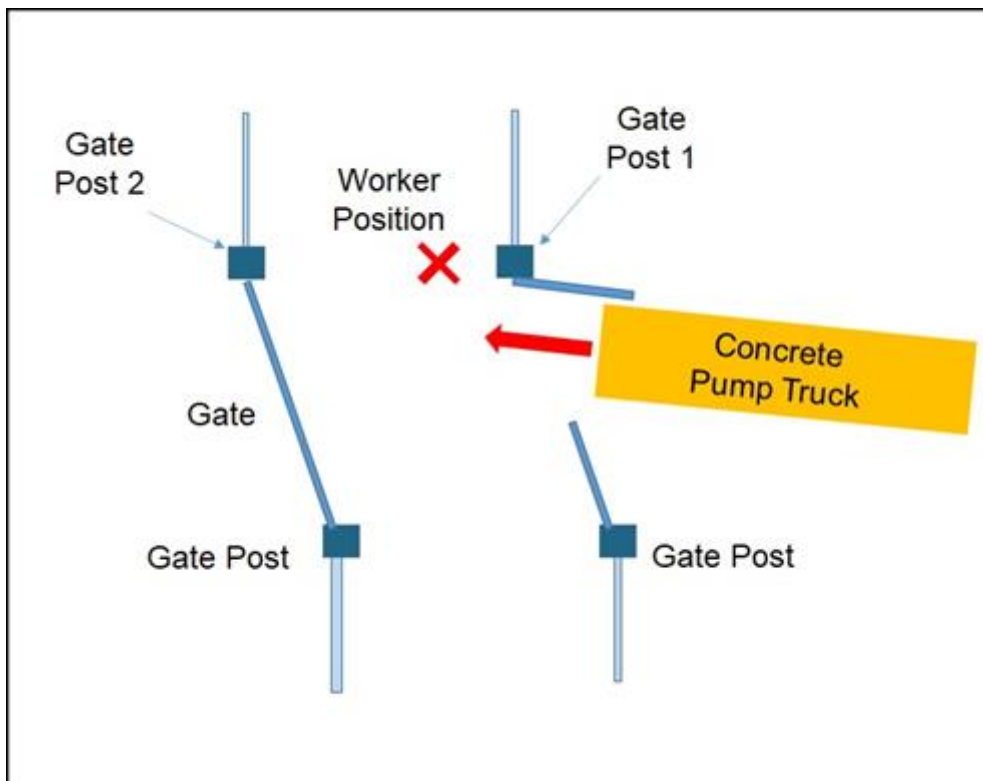 Gate
Post 2
Worker
Position
Gate
Post 1
Concrete
Pump Truck
Gate
Gate Post
Gate Post